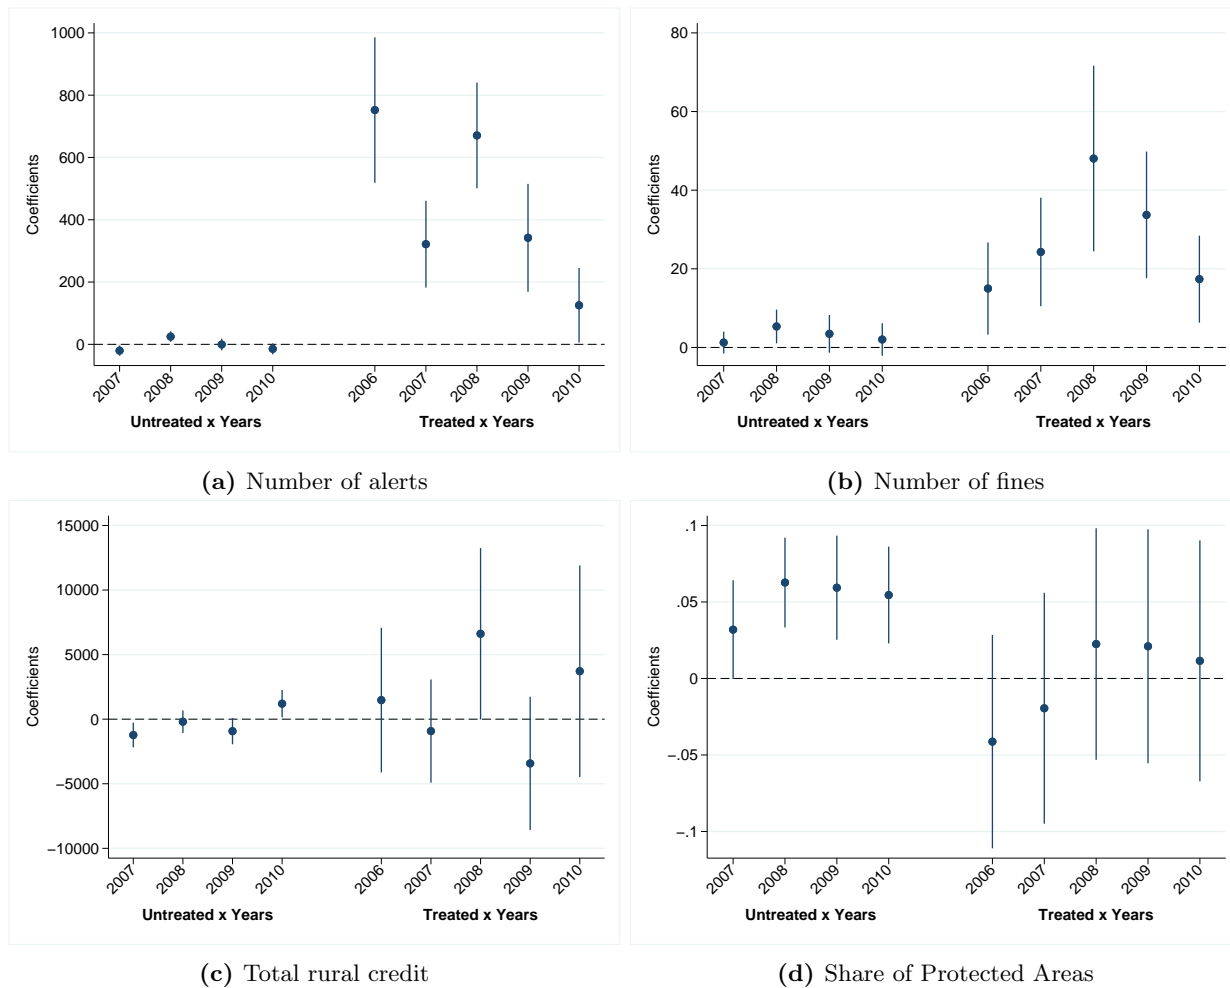 1000
800
600
400
200
0
Coefficients
2007 2008 2009 2010 2006 2007 2008 2009 2010
Untreated x Years Treated x Years
(a) Number of alerts
80
60
40
20
0
Coefficients
2007 2008 2009 2010 2006 2007 2008 2009 2010
Untreated x Years Treated x Years
(b) Number of fines
15000
10000
5000
0
−5000
−10000
Coefficients
2007 2008 2009 2010 2006 2007 2008 2009 2010
Untreated x Years Treated x Years
(c) Total rural credit
.1
.05
0
−.05
−.1
Coefficients
2007 2008 2009 2010 2006 2007 2008 2009 2010
Untreated x Years Treated x Years
(d) Share of Protected Areas